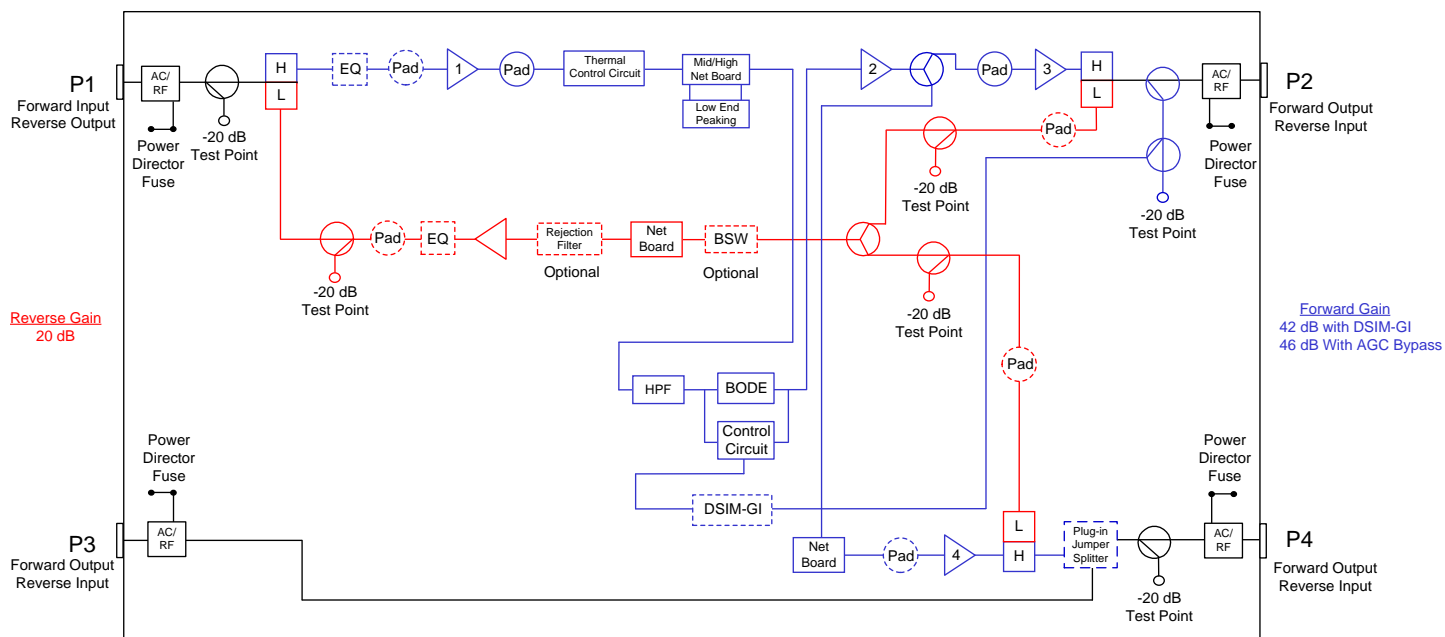 P1
Forward Input
Reverse Output
AC/
RF
Power
Director
Fuse
-20 dB
Test Point
H
L
EQ
Pad
1
Pad
Thermal
Control Circuit
Mid/High
Net Board
Low End
Peaking
2
Pad
3
H
L
AC/
RF
P2
Forward Output
Reverse Input
Power
Director
Fuse
Pad
-20 dB
Test Point
-20 dB
Test Point
-20 dB
Test Point
Pad
EQ
Rejection
Filter
Optional
Net
Board
BSW
Optional
-20 dB
Test Point
Reverse Gain
20 dB
Forward Gain
42 dB with DSIM-GI
46 dB With AGC Bypass
Pad
HPF
BODE
Control
Circuit
DSIM-GI
Power
Director
Fuse
P3
Forward Output
Reverse Input
AC/
RF
Net
Board
Pad
4
L
H
Plug-in
Jumper
Splitter
-20 dB
Test Point
Power
Director
Fuse
AC/
RF
P4
Forward Output
Reverse Input